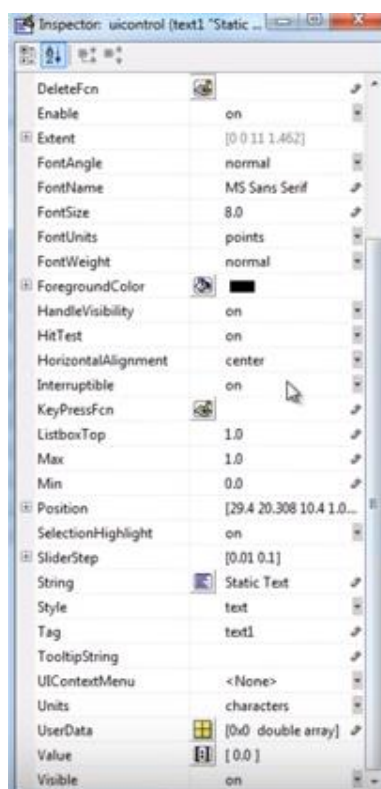 Inspector: uicontrol (text1 "Static ...
DeleteFcn
Enable on
Extent [0 0 11 1.462]
FontAngle normal
FontName MS Sans Serif
FontSize 8.0
FontUnits points
FontWeight normal
ForegroundColor
HandleVisibility on
HitTest on
HorizontalAlignment center
Interruptible on
KeyPressFcn
ListboxTop 1.0
Max 1.0
Min 0.0
Position [29.4 20.308 10.4 1.0...
SelectionHighlight on
SliderStep [0.01 0.1]
String Static Text
Style text
Tag text1
TooltipString
UIContextMenu <None>
Units characters
UserData [0x0 double array]
Value [ 0.0 ]
Visible on